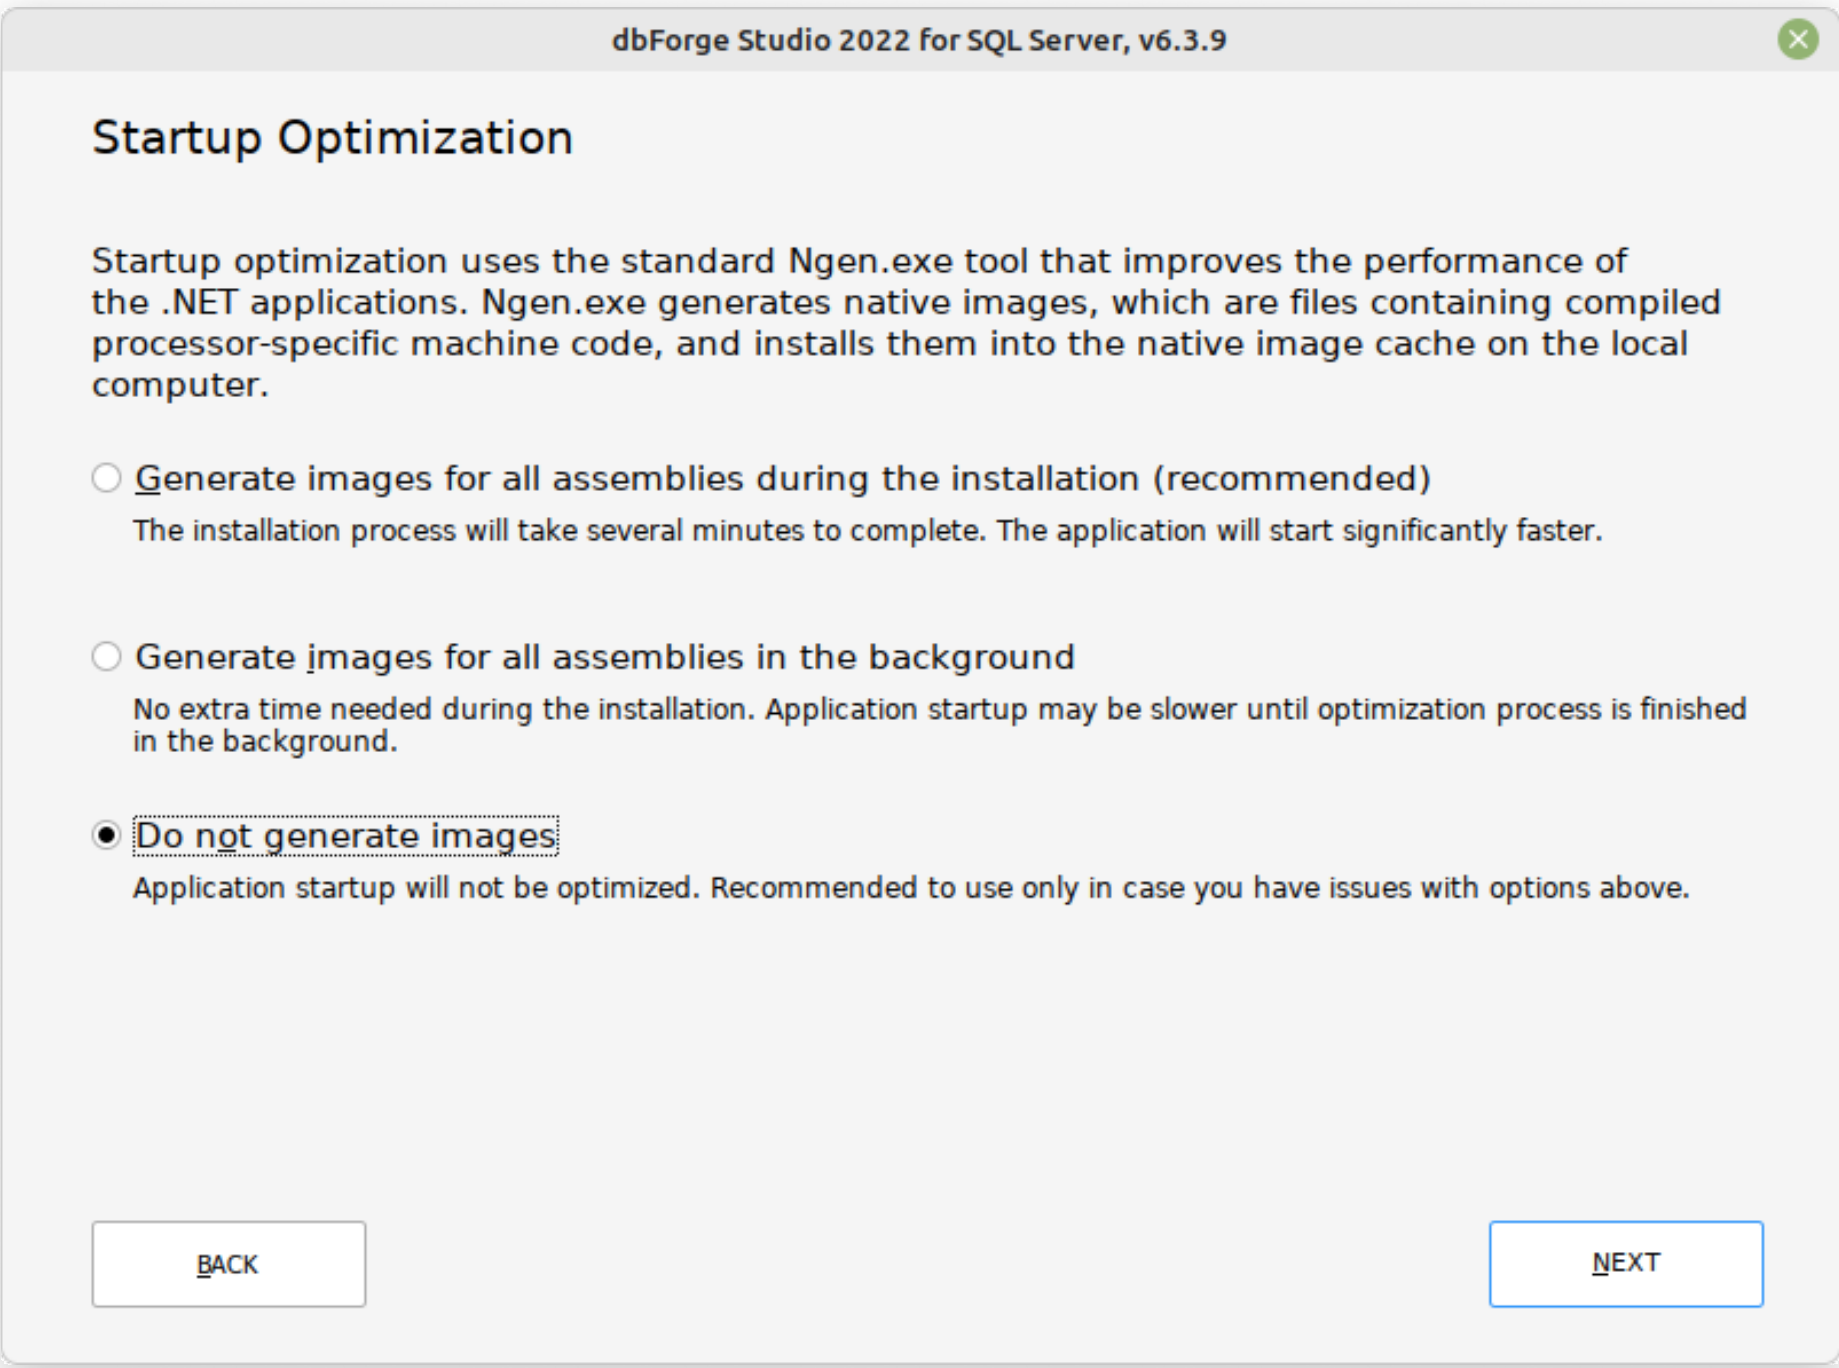 dbForge Studio 2022 for SQL Server, v6.3.9
Startup Optimization
Startup optimization uses the standard Ngen.exe tool that improves the performance of
the .NET applications. Ngen.exe generates native images, which are files containing compiled
processor-specific machine code, and installs them into the native image cache on the local
computer.
Generate images for all assemblies during the installation (recommended)
The installation process will take several minutes to complete. The application will start significantly faster.
Generate images for all assemblies in the background
No extra time needed during the installation. Application startup may be slower until optimization process is finished
in the background.
Do not generate images
Application startup will not be optimized. Recommended to use only in case you have issues with options above.
BACK
NEXT